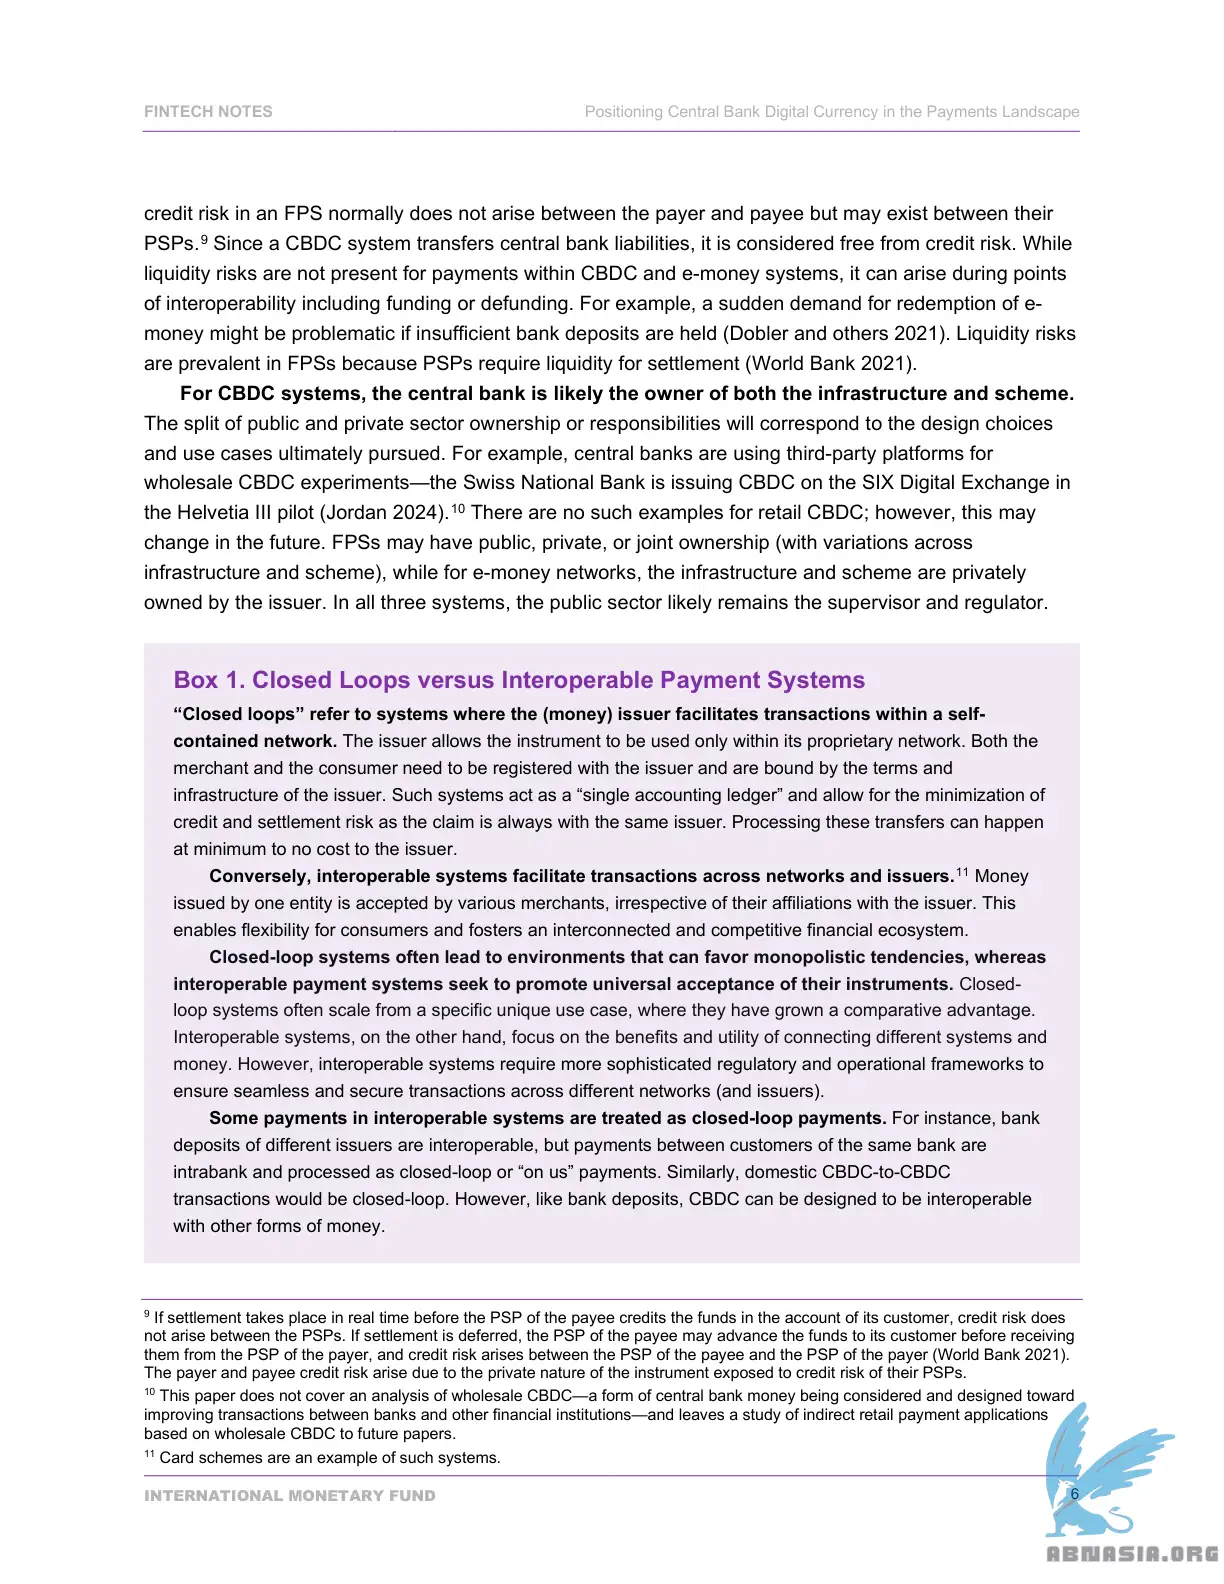 FINTECH NOTES
Positioning Central Bank Digital Currency in the Payments Landscape
credit risk in an FPS normally does not arise between the payer and payee but may exist between their
PSPs.9 Since a CBDC system transfers central bank liabilities, it is considered free from credit risk. While
liquidity risks are not present for payments within CBDC and e-money systems, it can arise during points
of interoperability including funding or defunding. For example, a sudden demand for redemption of e-
money might be problematic if insufficient bank deposits are held (Dobler and others 2021). Liquidity risks
are prevalent in FPSs because PSPs require liquidity for settlement (World Bank 2021).
For CBDC systems, the central bank is likely the owner of both the infrastructure and scheme.
The split of public and private sector ownership or responsibilities will correspond to the design choices
and use cases ultimately pursued. For example, central banks are using third-party platforms for
wholesale CBDC experiments—the Swiss National Bank is issuing CBDC on the SIX Digital Exchange in
the Helvetia III pilot (Jordan 2024).10 There are no such examples for retail CBDC; however, this may
change in the future. FPSs may have public, private, or joint ownership (with variations across
infrastructure and scheme), while for e-money networks, the infrastructure and scheme are privately
owned by the issuer. In all three systems, the public sector likely remains the supervisor and regulator.
Box 1. Closed Loops versus Interoperable Payment Systems
“Closed loops” refer to systems where the (money) issuer facilitates transactions within a self-
contained network. The issuer allows the instrument to be used only within its proprietary network. Both the
merchant and the consumer need to be registered with the issuer and are bound by the terms and
infrastructure of the issuer. Such systems act as a “single accounting ledger” and allow for the minimization of
credit and settlement risk as the claim is always with the same issuer. Processing these transfers can happen
at minimum to no cost to the issuer.
Conversely, interoperable systems facilitate transactions across networks and issuers.11 Money
issued by one entity is accepted by various merchants, irrespective of their affiliations with the issuer. This
enables flexibility for consumers and fosters an interconnected and competitive financial ecosystem.
Closed-loop systems often lead to environments that can favor monopolistic tendencies, whereas
interoperable payment systems seek to promote universal acceptance of their instruments. Closed-
loop systems often scale from a specific unique use case, where they have grown a comparative advantage.
Interoperable systems, on the other hand, focus on the benefits and utility of connecting different systems and
money. However, interoperable systems require more sophisticated regulatory and operational frameworks to
ensure seamless and secure transactions across different networks (and issuers).
Some payments in interoperable systems are treated as closed-loop payments. For instance, bank
deposits of different issuers are interoperable, but payments between customers of the same bank are
intrabank and processed as closed-loop or “on us” payments. Similarly, domestic CBDC-to-CBDC
transactions would be closed-loop. However, like bank deposits, CBDC can be designed to be interoperable
with other forms of money.
9 If settlement takes place in real time before the PSP of the payee credits the funds in the account of its customer, credit risk does
not arise between the PSPs. If settlement is deferred, the PSP of the payee may advance the funds to its customer before receiving
them from the PSP of the payer, and credit risk arises between the PSP of the payee and the PSP of the payer (World Bank 2021).
The payer and payee credit risk arise due to the private nature of the instrument exposed to credit risk of their PSPs.
10 This paper does not cover an analysis of wholesale CBDC—a form of central bank money being considered and designed toward
improving transactions between banks and other financial institutions—and leaves a study of indirect retail payment applications
based on wholesale CBDC to future papers.
11 Card schemes are an example of such systems.
INTERNATIONAL MONETARY FUND
6
ABNASIA.ORG